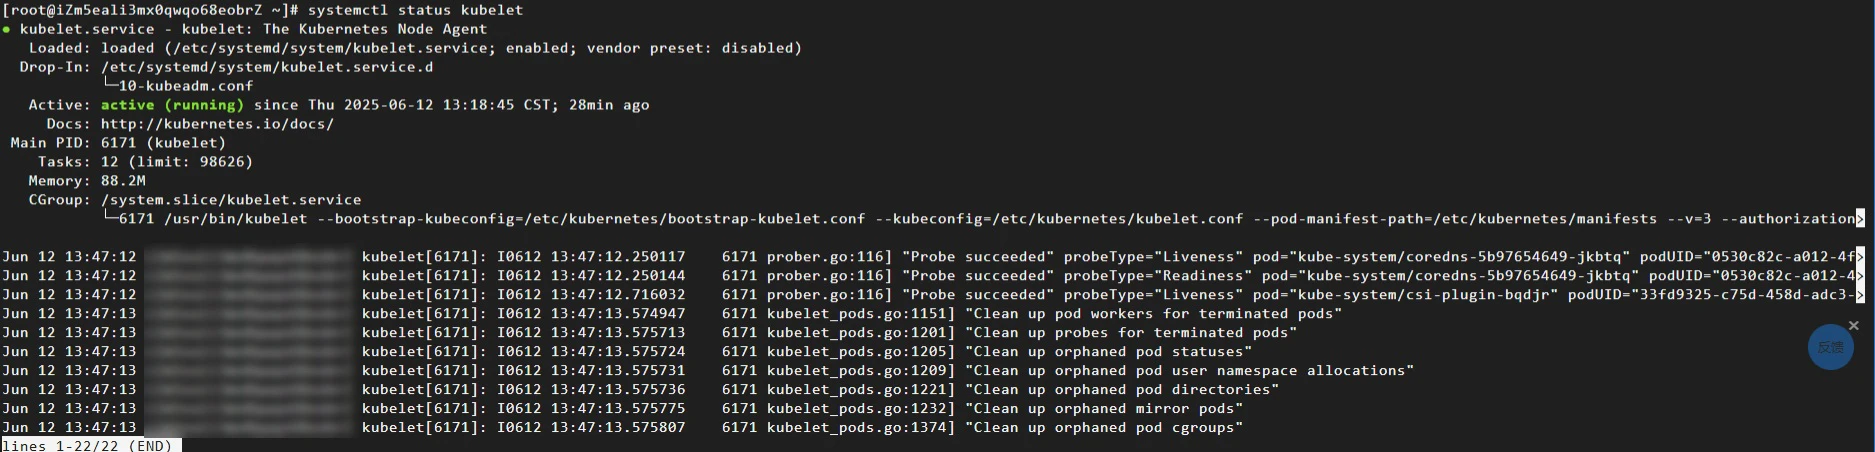 [root@iZm5eali3mx0qwqo68eobrZ ~]# systemctl status kubelet
● kubelet.service - kubelet: The Kubernetes Node Agent
Loaded: loaded (/etc/systemd/system/kubelet.service; enabled; vendor preset: disabled)
Drop-In: /etc/systemd/system/kubelet.service.d
└─10-kubeadm.conf
Active: active (running) since Thu 2025-06-12 13:18:45 CST; 28min ago
Docs: http://kubernetes.io/docs/
Main PID: 6171 (kubelet)
Tasks: 12 (limit: 98626)
Memory: 88.2M
CGroup: /system.slice/kubelet.service
└─6171 /usr/bin/kubelet --bootstrap-kubeconfig=/etc/kubernetes/bootstrap-kubelet.conf --kubeconfig=/etc/kubernetes/kubelet.conf --pod-manifest-path=/etc/kubernetes/manifests --v=3 --authorization>
Jun 12 13:47:12 kubelet[6171]: I0612 13:47:12.250117 6171 prober.go:116] "Probe succeeded" probeType="Liveness" pod="kube-system/coredns-5b97654649-jkbtq" podUID="0530c82c-a012-4f>
Jun 12 13:47:12 kubelet[6171]: I0612 13:47:12.250144 6171 prober.go:116] "Probe succeeded" probeType="Readiness" pod="kube-system/coredns-5b97654649-jkbtq" podUID="0530c82c-a012-4>
Jun 12 13:47:12 kubelet[6171]: I0612 13:47:12.716032 6171 prober.go:116] "Probe succeeded" probeType="Liveness" pod="kube-system/csi-plugin-bqdjr" podUID="33fd9325-c75d-458d-adc3->
Jun 12 13:47:13 kubelet[6171]: I0612 13:47:13.574947 6171 kubelet_pods.go:1151] "Clean up pod workers for terminated pods"
Jun 12 13:47:13 kubelet[6171]: I0612 13:47:13.575713 6171 kubelet_pods.go:1201] "Clean up probes for terminated pods"
Jun 12 13:47:13 kubelet[6171]: I0612 13:47:13.575724 6171 kubelet_pods.go:1205] "Clean up orphaned pod statuses"
Jun 12 13:47:13 kubelet[6171]: I0612 13:47:13.575731 6171 kubelet_pods.go:1209] "Clean up orphaned pod user namespace allocations"
Jun 12 13:47:13 kubelet[6171]: I0612 13:47:13.575736 6171 kubelet_pods.go:1221] "Clean up orphaned pod directories"
Jun 12 13:47:13 kubelet[6171]: I0612 13:47:13.575775 6171 kubelet_pods.go:1232] "Clean up orphaned mirror pods"
Jun 12 13:47:13 kubelet[6171]: I0612 13:47:13.575807 6171 kubelet_pods.go:1374] "Clean up orphaned pod cgroups"
lines 1-22/22 (END)
反馈